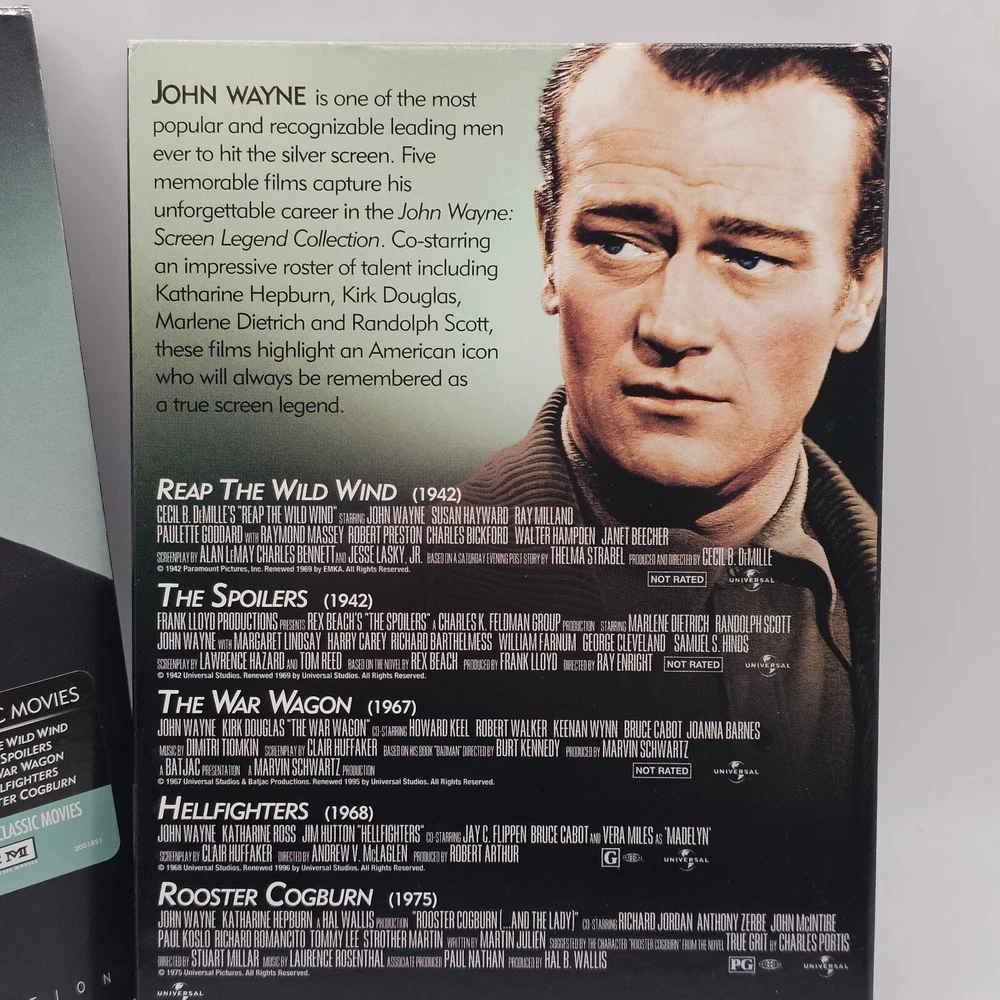 JOHN WAYNE is one of the most
popular and recognizable leading men
ever to hit the silver screen. Five
memorable films capture his
unforgettable career in the John Wayne:
Screen Legend Collection. Co-starring
an impressive roster of talent including
Katharine Hepburn, Kirk Douglas,
Marlene Dietrich and Randolph Scott,
these films highlight an American icon
who will always be remembered as
a true screen legend.
REAP THE WILD WIND (1942)
CECIL B. DEMILLE'S "REAP THE WILD WIND" STARRING JOHN WAYNE SUSAN HAYWARD RAY MILLAND
PAULETTE GODDARD WITH RAYMOND MASSEY ROBERT PRESTON CHARLES BICKFORD WALTER HAMPDEN JANET BEECHER
SCREENPLAY BY ALAN LEMAY CHARLES BENNETT AND JESSE LASKY, JR. BASED ON A SATURDAY EVENING POST STORY BY THELMA STRABEL PRODUCED AND DIRECTED BY CECIL B. DEMILLE
© 1942 Paramount Pictures, Inc. Renewed 1969 by EMKA. All Rights Reserved.
NOT RATED UNIVERSAL
THE SPOILERS (1942)
FRANK LLOYD PRODUCTIONS PRESENTS REX BEACH'S "THE SPOILERS" A CHARLES K. FELDMAN GROUP PRODUCTION STARRING MARLENE DIETRICH RANDOLPH SCOTT
JOHN WAYNE WITH MARGARET LINDSAY HARRY CAREY RICHARD BARTHELMESS WILLIAM FARNUM GEORGE CLEVELAND SAMUEL S. HINDS
SCREENPLAY BY LAWRENCE HAZARD AND TOM REED BASED ON THE NOVEL BY REX BEACH PRODUCED BY FRANK LLOYD DIRECTED BY RAY ENRIGHT NOT RATED UNIVERSAL
© 1942 Universal Studios. Renewed 1969 by Universal Studios. All Rights Reserved.
THE WAR WAGON (1967)
JOHN WAYNE KIRK DOUGLAS "THE WAR WAGON" CO-STARRING HOWARD KEEL ROBERT WALKER KEENAN WYNN BRUCE CABOT JOANNA BARNES
MUSIC BY DIMITRI TIOMKIN SCREENPLAY BY CLAIR HUFFAKER BASED ON HIS BOOK "BADMAN" DIRECTED BY BURT KENNEDY PRODUCED BY MARVIN SCHWARTZ
A BATJAC PRESENTATION A MARVIN SCHWARTZ PRODUCTION NOT RATED UNIVERSAL
© 1967 Universal Studios & Batjac Productions. Renewed 1995 by Universal Studios. All Rights Reserved.
HELLFIGHTERS (1968)
JOHN WAYNE KATHARINE ROSS JIM HUTTON "HELLFIGHTERS" CO-STARRING JAY C. FLIPPEN BRUCE CABOT AND VERA MILES AS 'MADELYN'
SCREENPLAY BY CLAIR HUFFAKER DIRECTED BY ANDREW V. McLAGLEN PRODUCED BY ROBERT ARTHUR G UNIVERSAL
© 1968 Universal Studios. Renewed 1996 by Universal Studios. All Rights Reserved.
ROOSTER COGBURN (1975)
JOHN WAYNE KATHARINE HEPBURN A HAL WALLIS PRODUCTION "ROOSTER COGBURN (...AND THE LADY)" CO-STARRING RICHARD JORDAN ANTHONY ZERBE JOHN McINTIRE
PAUL KOSLO RICHARD ROMANCITO TOMMY LEE STROTHER MARTIN WRITTEN BY MARTIN JULIEN SUGGESTED BY THE CHARACTER "ROOSTER COGBURN" FROM THE NOVEL TRUE GRIT BY CHARLES PORTIS
DIRECTED BY STUART MILLAR MUSIC BY LAURENCE ROSENTHAL ASSOCIATE PRODUCER PAUL NATHAN PRODUCED BY HAL B. WALLIS PG UNIVERSAL
© 1975 Universal Pictures. All Rights Reserved.
UNIVERSAL
C MOVIES
E WILD WIND
SPOILERS
WAR WAGON
LFIGHTERS
TER COGBURN
CLASSIC MOVIES
2001851
T I O N